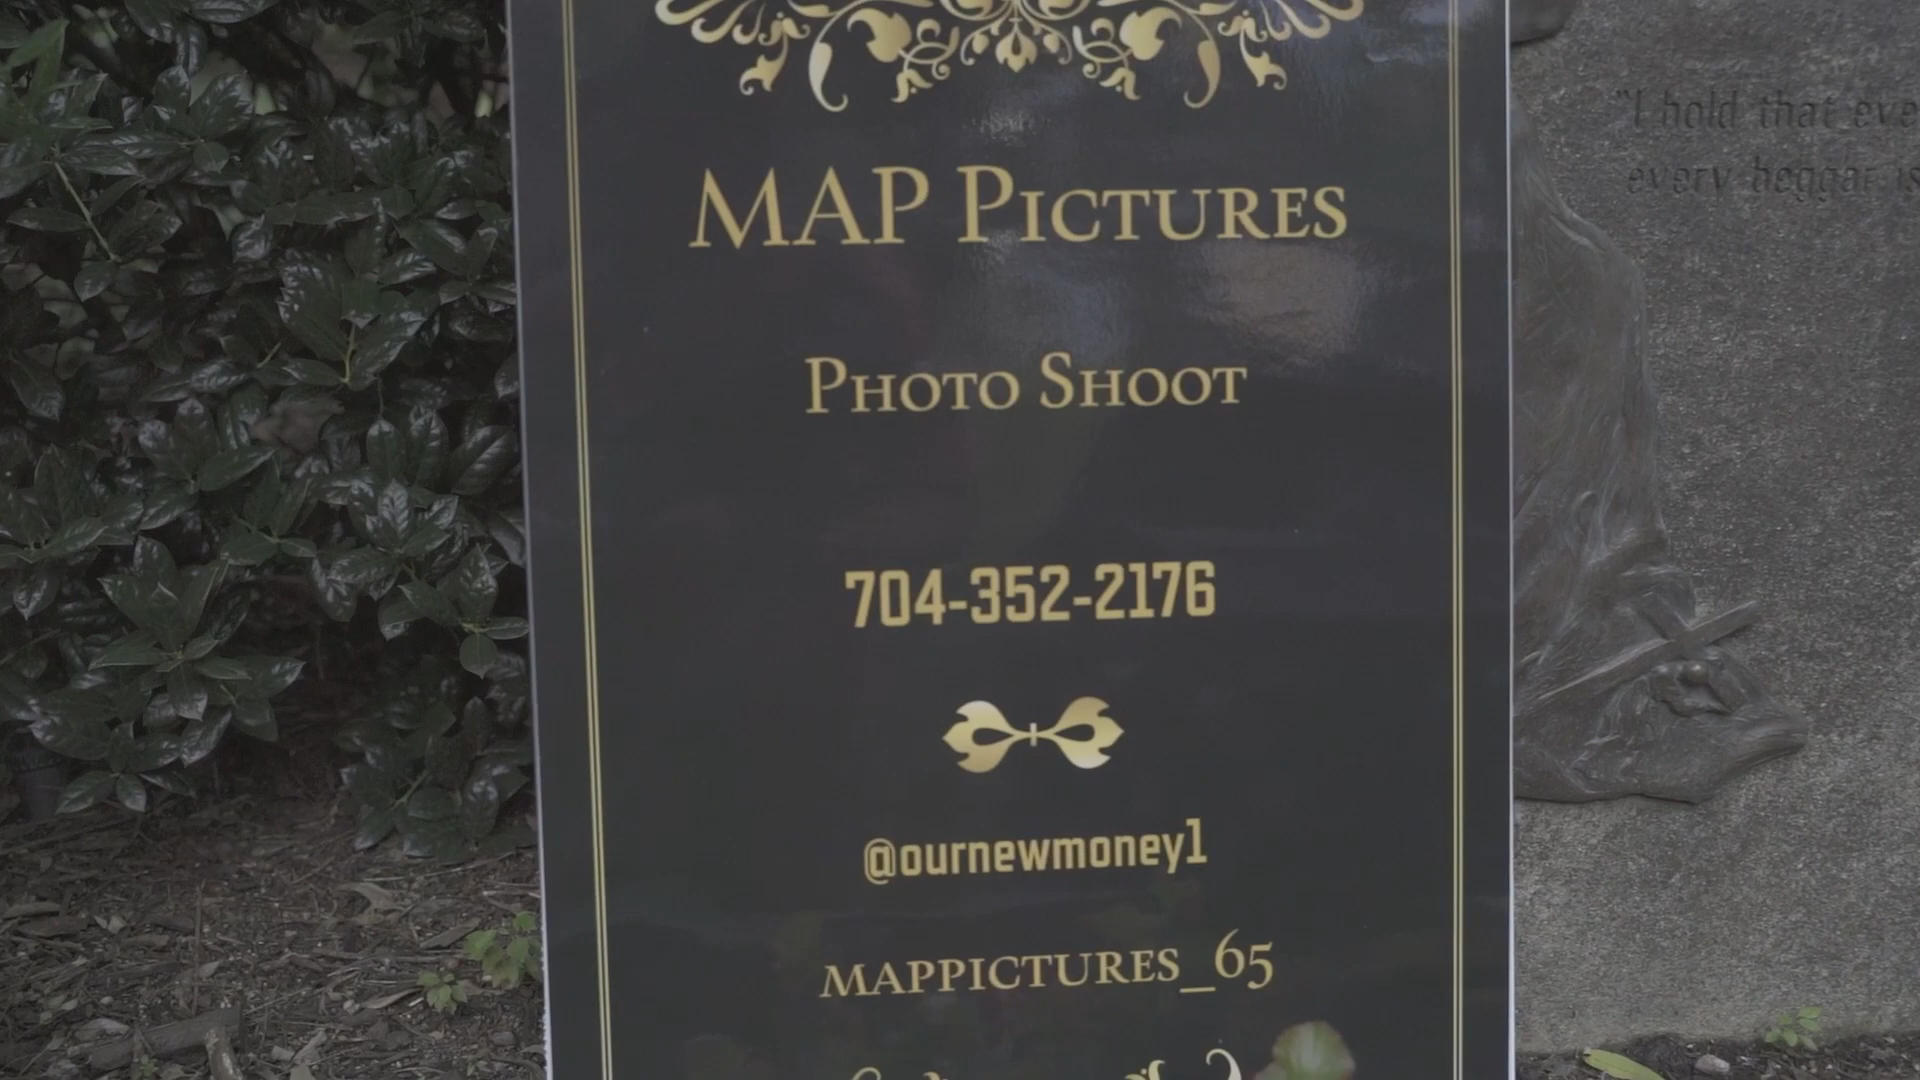 MAP Pictures
Photo Shoot
704-352-2176
@ournewmoney1
mappictures_65
"I hold that eve
every beggar is